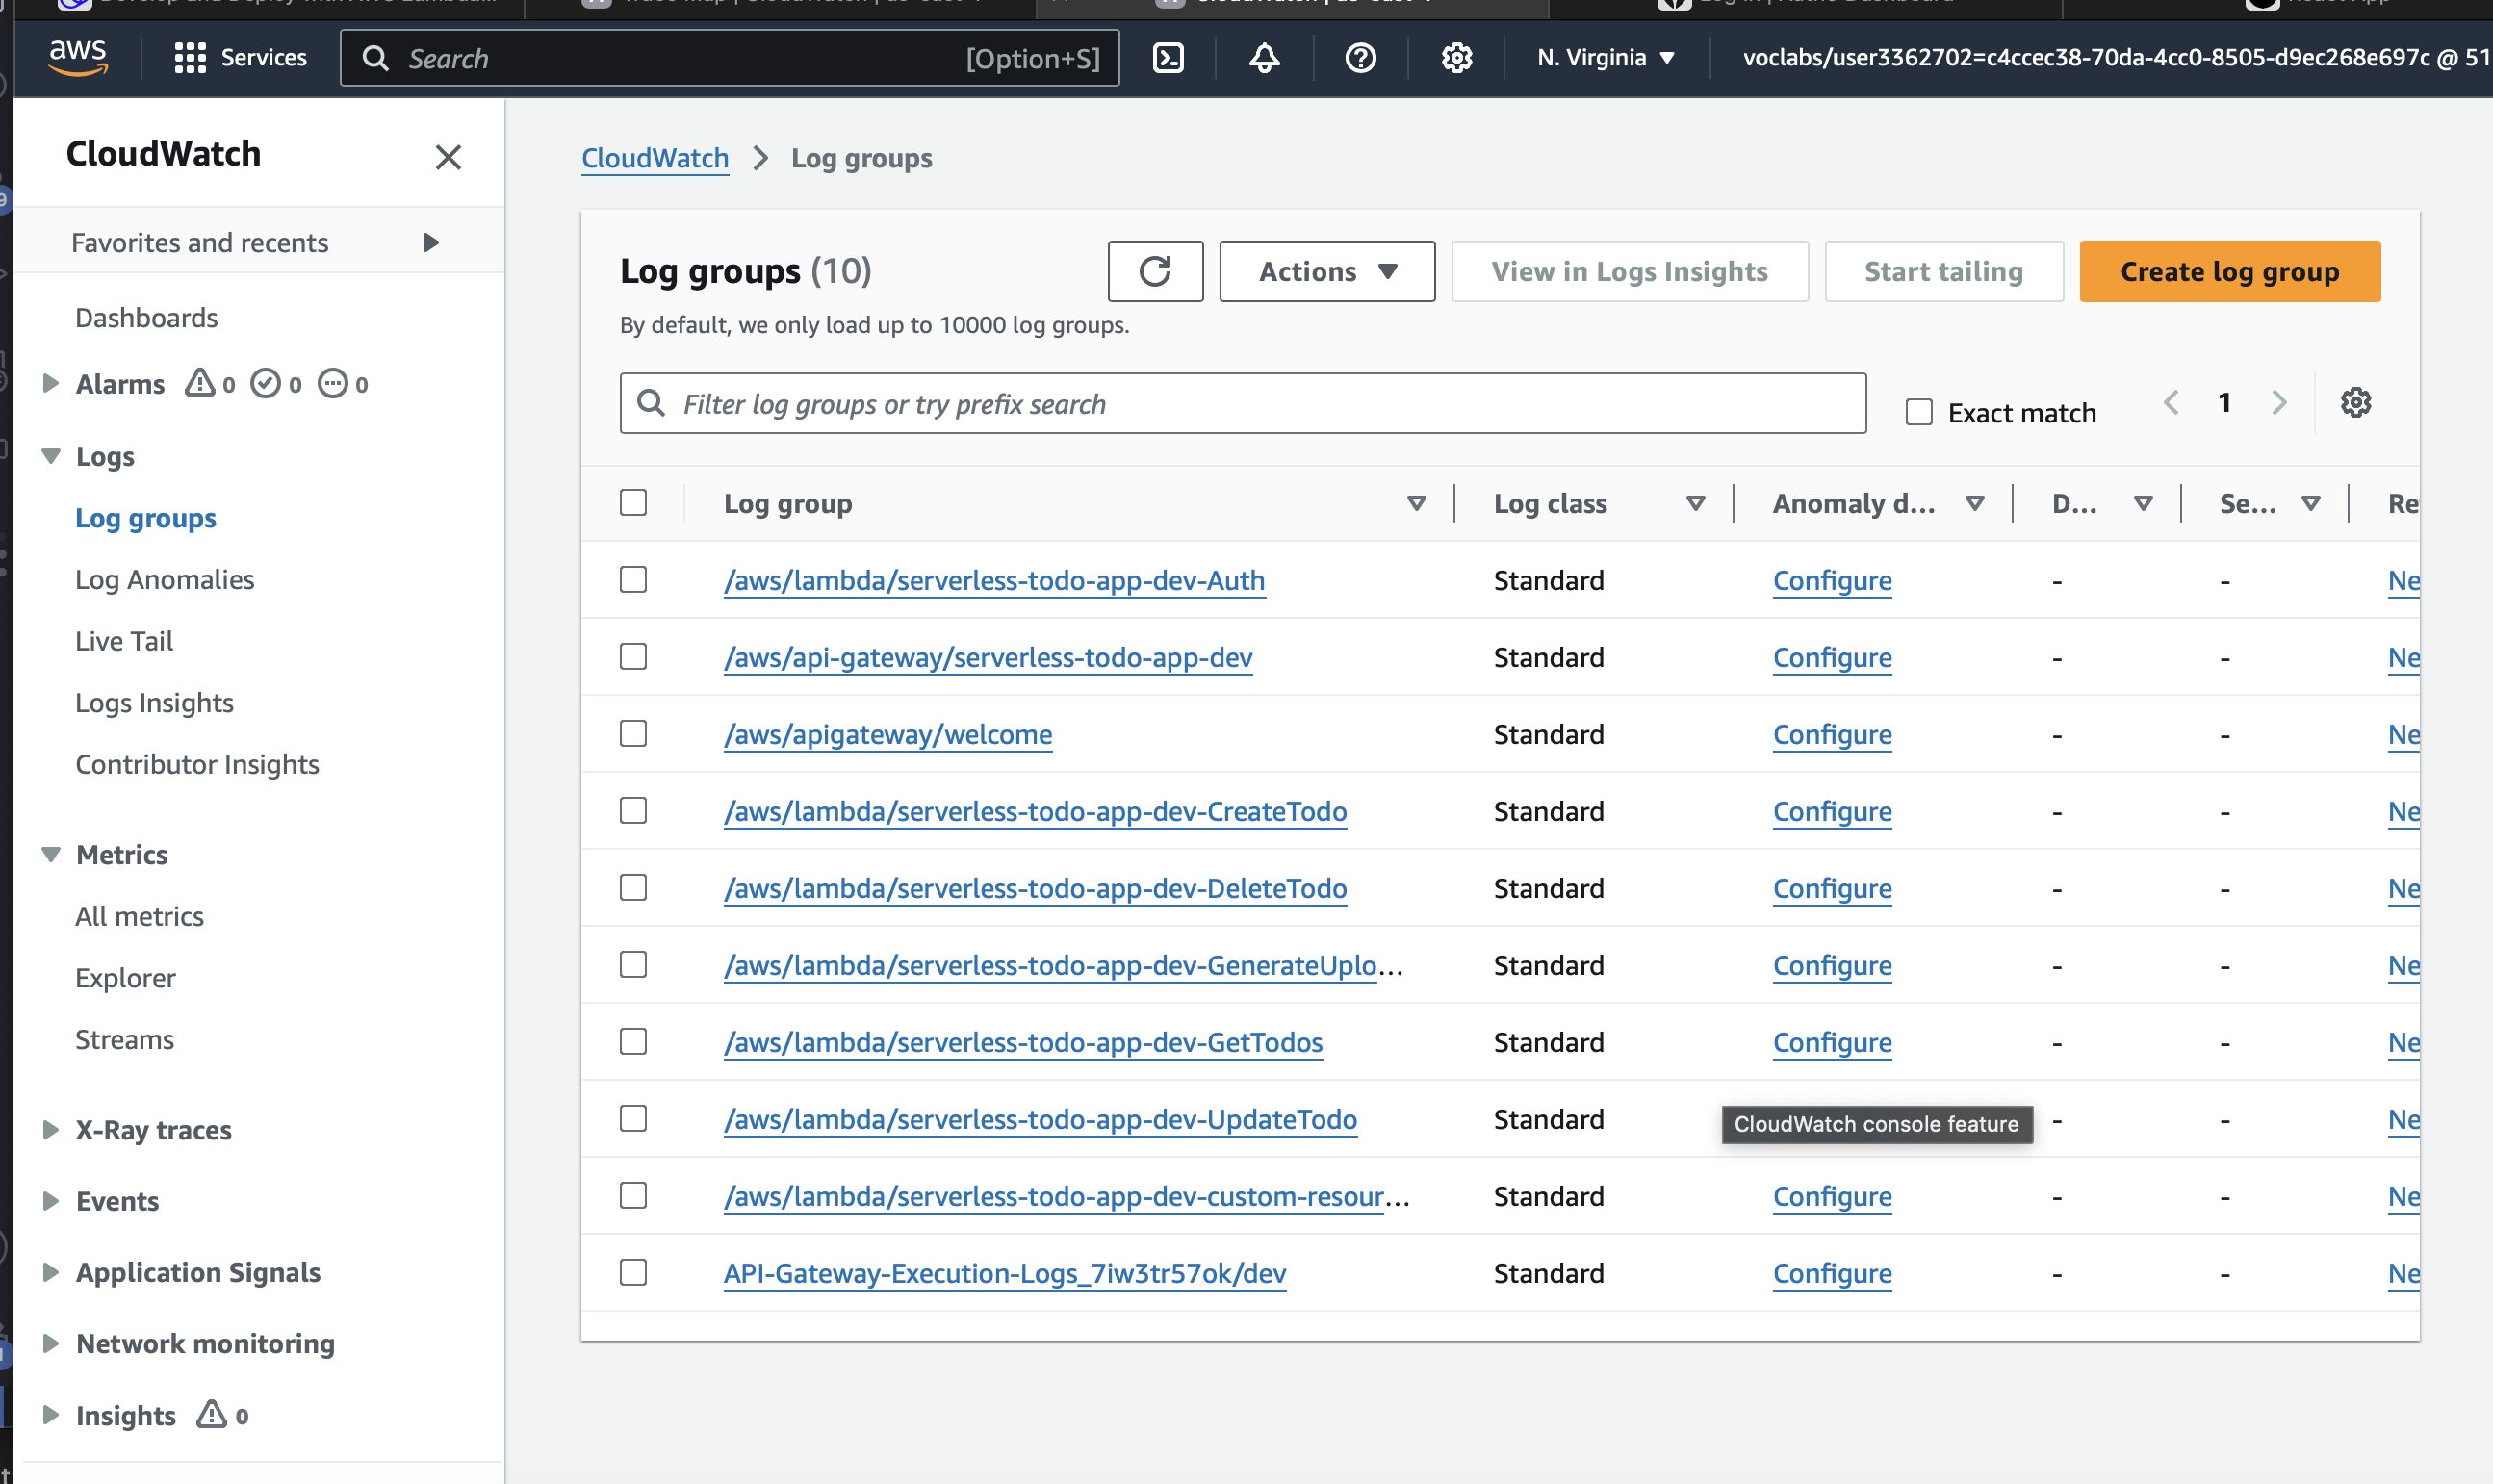 aws
Services
Search
[Option+S]
N. Virginia
voclabs/user3362702=c4ccec38-70da-4cc0-8505-d9ec268e697c @ 51
CloudWatch
Favorites and recents
Dashboards
Alarms 0 0 0
Logs
Log groups
Log Anomalies
Live Tail
Logs Insights
Contributor Insights
Metrics
All metrics
Explorer
Streams
X-Ray traces
Events
Application Signals
Network monitoring
Insights 0
CloudWatch > Log groups
Log groups (10)
Actions
View in Logs Insights
Start tailing
Create log group
By default, we only load up to 10000 log groups.
Filter log groups or try prefix search
Exact match
1
Log group Log class Anomaly d... D... Se... Re
/aws/lambda/serverless-todo-app-dev-Auth Standard Configure - - Ne
/aws/api-gateway/serverless-todo-app-dev Standard Configure - - Ne
/aws/apigateway/welcome Standard Configure - - Ne
/aws/lambda/serverless-todo-app-dev-CreateTodo Standard Configure - - Ne
/aws/lambda/serverless-todo-app-dev-DeleteTodo Standard Configure - - Ne
/aws/lambda/serverless-todo-app-dev-GenerateUplo... Standard Configure - - Ne
/aws/lambda/serverless-todo-app-dev-GetTodos Standard Configure - - Ne
/aws/lambda/serverless-todo-app-dev-UpdateTodo Standard CloudWatch console feature - - Ne
/aws/lambda/serverless-todo-app-dev-custom-resour... Standard Configure - - Ne
API-Gateway-Execution-Logs_7iw3tr57ok/dev Standard Configure - - Ne